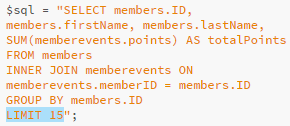 $sql = "SELECT members.ID,
members.firstName, members.lastName,
SUM(memberevents.points) AS totalPoints
FROM members
INNER JOIN memberevents ON
memberevents.memberID = members.ID
GROUP BY members.ID
LIMIT 15";